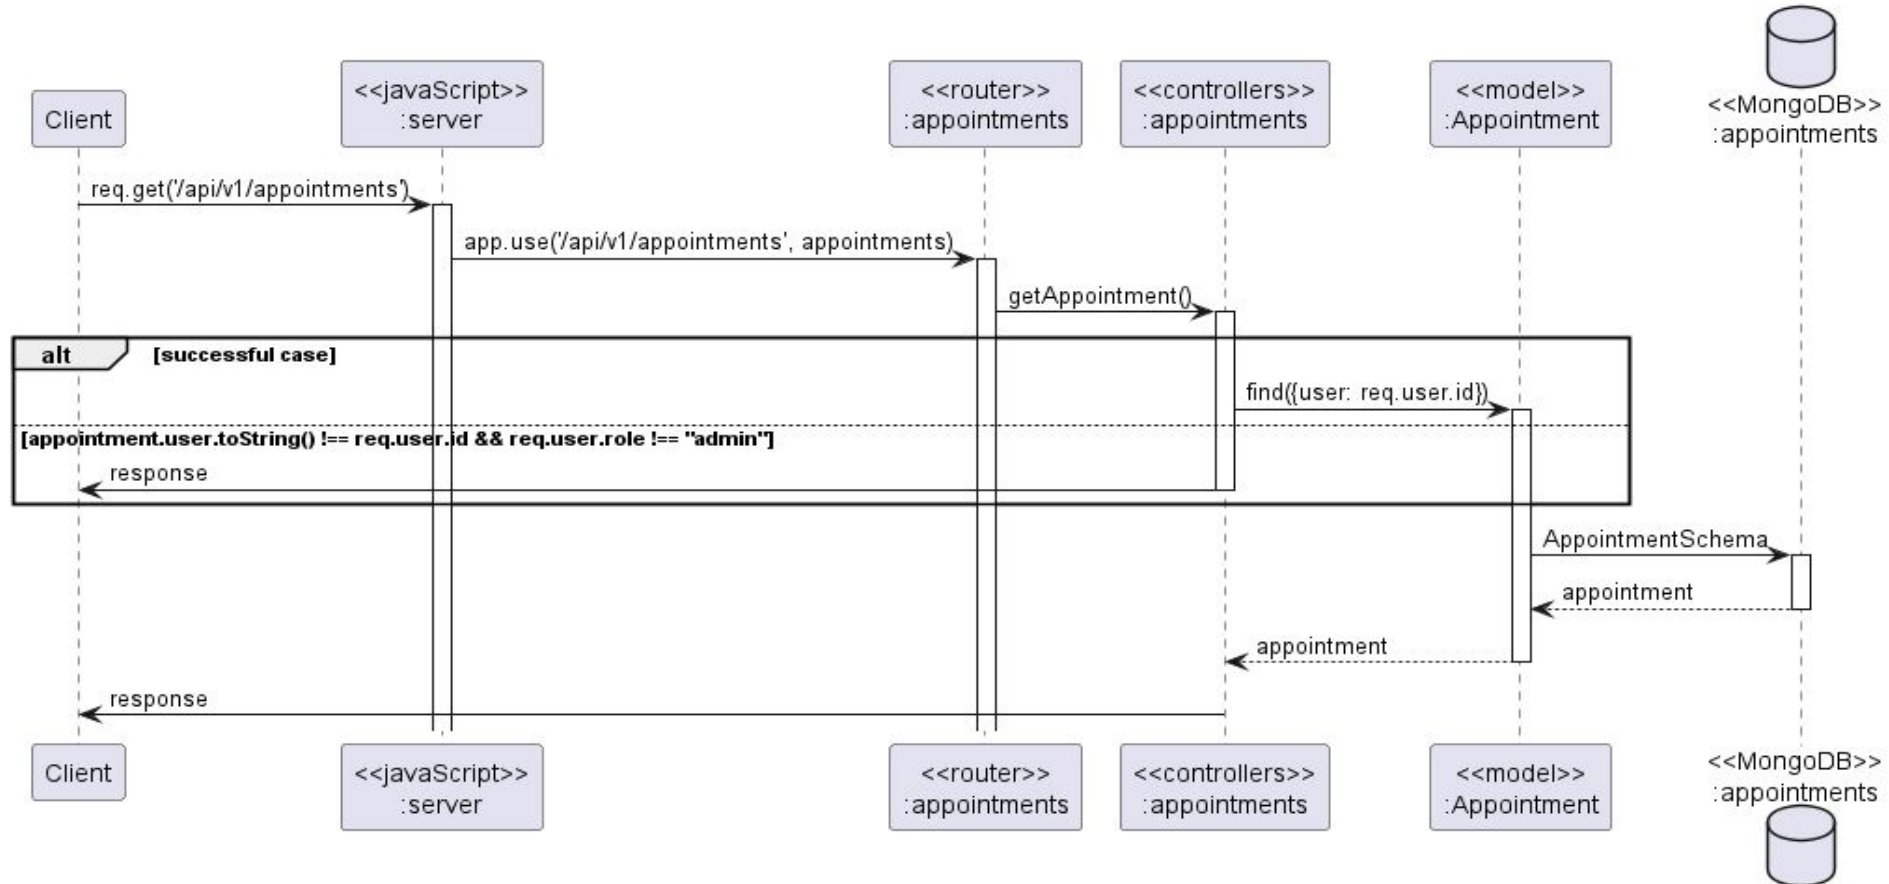 <<MongoDB>>
:appointments
Client
<<javaScript>>
:server
<<router>>
:appointments
<<controllers>>
:appointments
<<model>>
:Appointment
req.get('/api/v1/appointments')
app.use('/api/v1/appointments', appointments)
getAppointment()
alt [successful case]
find({user: req.user.id})
[appointment.user.toString() !== req.user.id && req.user.role !== "admin"]
response
AppointmentSchema
appointment
appointment
response
Client
<<javaScript>>
:server
<<router>>
:appointments
<<controllers>>
:appointments
<<model>>
:Appointment
<<MongoDB>>
:appointments